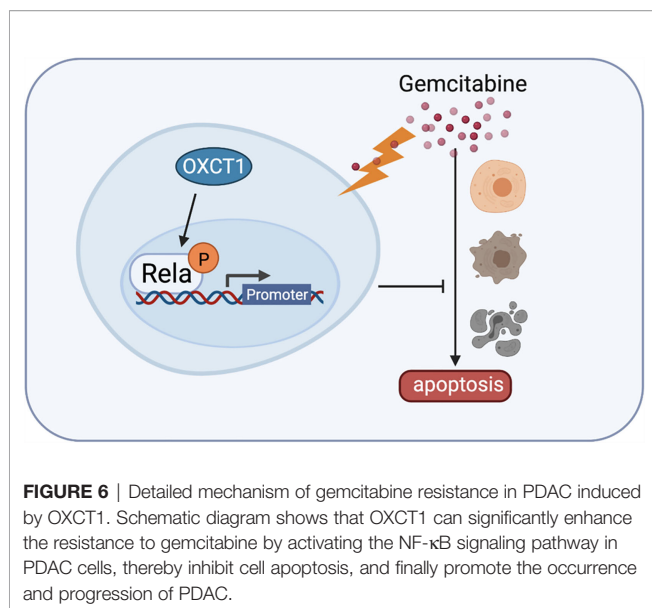 Gemcitabine
OXCT1
P
Rela
Promoter
apoptosis
FIGURE 6 | Detailed mechanism of gemcitabine resistance in PDAC induced
by OXCT1. Schematic diagram shows that OXCT1 can significantly enhance
the resistance to gemcitabine by activating the NF-κB signaling pathway in
PDAC cells, thereby inhibit cell apoptosis, and finally promote the occurrence
and progression of PDAC.